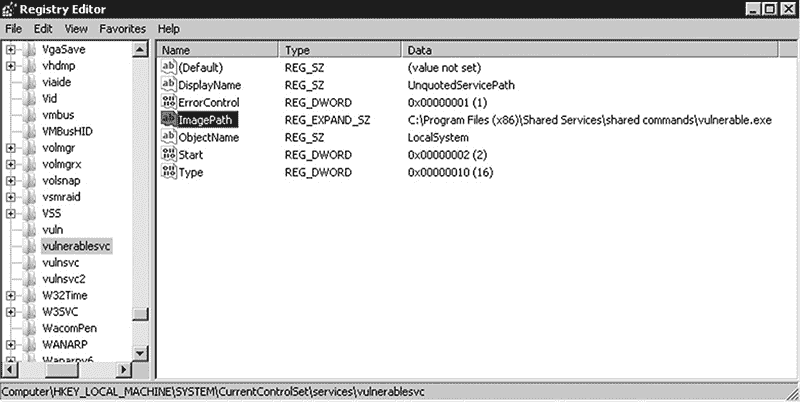 Registry Editor
File Edit View Favorites Help
VgaSave
vhdmp
viaide
Vid
vmbus
VMBusHID
volmgr
volmgrx
volsnap
vsmraid
VSS
vuln
vulnerablesvc
vulnsvc
vulnsvc2
W32Time
W3SVC
WacomPen
WANARP
Wanarpv6
Name Type Data
(Default) REG_SZ (value not set)
DisplayName REG_SZ UnquotedServicePath
ErrorControl REG_DWORD 0x00000001 (1)
ImagePath REG_EXPAND_SZ C:\Program Files (x86)\Shared Services\shared commands\vulnerable.exe
ObjectName REG_SZ LocalSystem
Start REG_DWORD 0x00000002 (2)
Type REG_DWORD 0x00000010 (16)
Computer\HKEY_LOCAL_MACHINE\SYSTEM\CurrentControlSet\services\vulnerablesvc